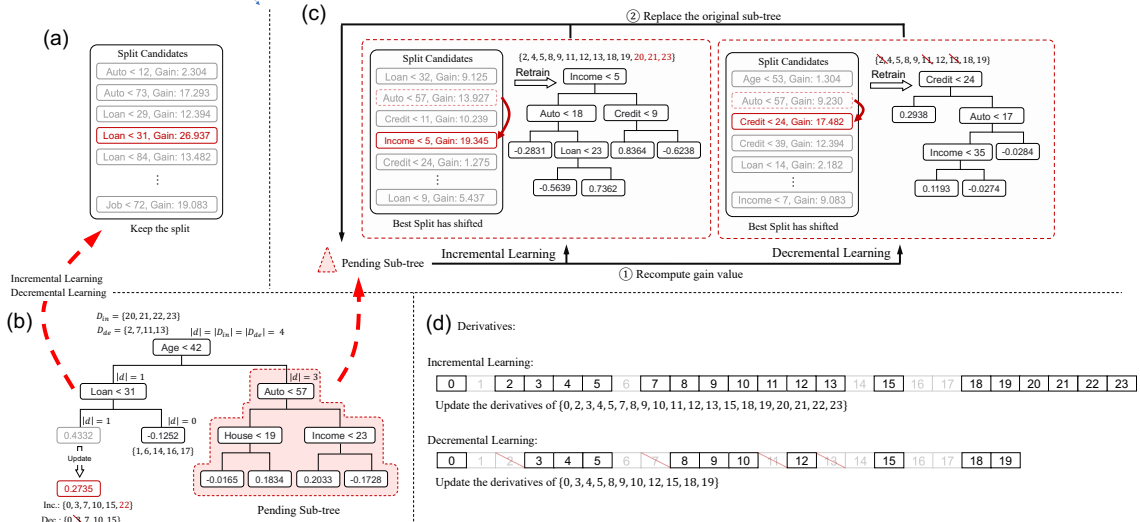 (a)
Split Candidates
Auto < 12, Gain: 2.304
Auto < 73, Gain: 17.293
Loan < 29, Gain: 12.394
Loan < 31, Gain: 26.937
Loan < 84, Gain: 13.482
⋮
Job < 72, Gain: 19.083
Keep the split
Incremental Learning
Decremental Learning
(b)
D_in = {20, 21, 22, 23}
D_de = {2, 7,11,13}
|d| = |D_in| = |D_de| = 4
Age < 42
|d| = 1
|d| = 3
Loan < 31
Auto < 57
|d| = 1
|d| = 0
0.4332
-0.1252
House < 19
Income < 23
Update
{1, 6, 14, 16, 17}
-0.0165
0.1834
0.2033
-0.1728
0.2735
Pending Sub-tree
Inc.: {0, 3, 7, 10, 15, 22}
Dec.: {0, 3, 7, 10, 15}
(c)
② Replace the original sub-tree
Split Candidates
Loan < 32, Gain: 9.125
Auto < 57, Gain: 13.927
Credit < 11, Gain: 10.239
Income < 5, Gain: 19.345
Credit < 24, Gain: 1.275
⋮
Loan < 9, Gain: 5.437
Best Split has shifted
{2, 4, 5, 8, 9, 11, 12, 13, 18, 19, 20, 21, 23}
Retrain
Income < 5
Auto < 18
Credit < 9
-0.2831
Loan < 23
0.8364
-0.6238
-0.5639
0.7362
Split Candidates
Age < 53, Gain: 1.304
Auto < 57, Gain: 9.230
Credit < 24, Gain: 17.482
Credit < 39, Gain: 12.394
Loan < 14, Gain: 2.182
⋮
Income < 7, Gain: 9.083
Best Split has shifted
{2, 4, 5, 8, 9, 11, 12, 13, 18, 19}
Retrain
Credit < 24
0.2938
Auto < 17
Income < 35
-0.0284
0.1193
-0.0274
Pending Sub-tree
Incremental Learning
Decremental Learning
① Recompute gain value
(d)
Derivatives:
Incremental Learning:
0 1 2 3 4 5 6 7 8 9 10 11 12 13 14 15 16 17 18 19 20 21 22 23
Update the derivatives of {0, 2, 3, 4, 5, 7, 8, 9, 10, 11, 12, 13, 15, 18, 19, 20, 21, 22, 23}
Decremental Learning:
0 1 2 3 4 5 6 7 8 9 10 11 12 13 14 15 16 17 18 19
Update the derivatives of {0, 3, 4, 5, 8, 9, 10, 12, 15, 18, 19}